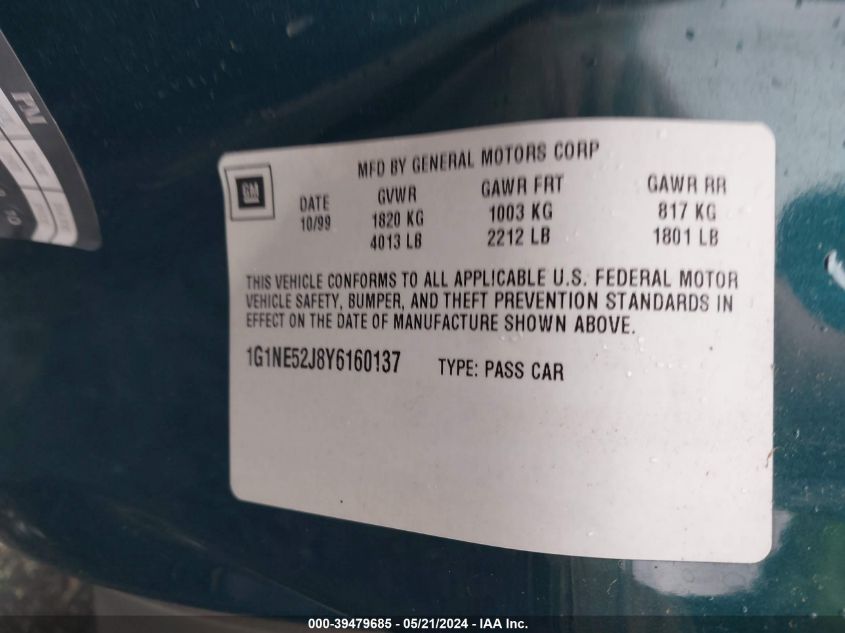 MFD BY GENERAL MOTORS CORP
GM
DATE GVWR GAWR FRT GAWR RR
10/99 1820 KG 1003 KG 817 KG
4013 LB 2212 LB 1801 LB
THIS VEHICLE CONFORMS TO ALL APPLICABLE U.S. FEDERAL MOTOR
VEHICLE SAFETY, BUMPER, AND THEFT PREVENTION STANDARDS IN
EFFECT ON THE DATE OF MANUFACTURE SHOWN ABOVE.
1G1NE52J8Y6160137 TYPE: PASS CAR
000-39479685 - 05/21/2024 - IAA Inc.